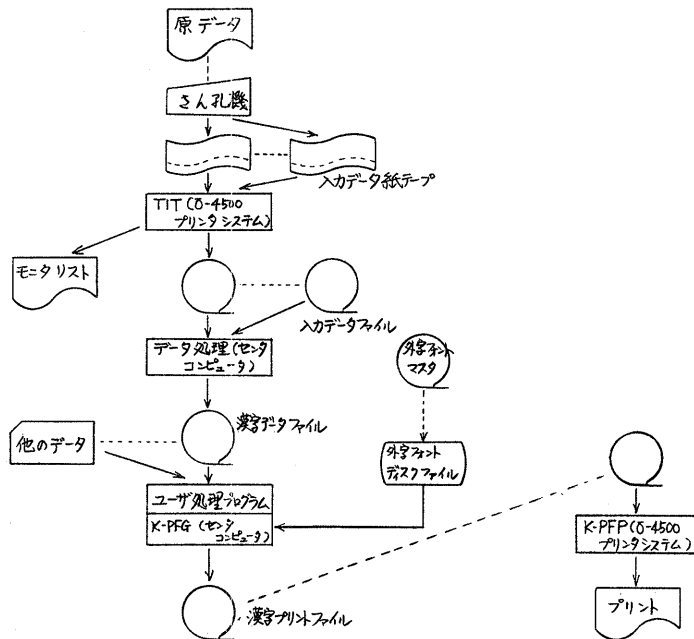 原データ
さん孔機
入力データ紙テープ
TIT(δ-4500
プリンタシステム)
モニタリスト
入力データファイル
データ処理(センタ
コンピュータ)
外字フォント
マスタ
漢字データファイル
他のデータ
外字フォント
ディスクファイル
ユーザ処理プログラム
K-PFG(センタ
コンピュータ)
K-PFP(δ-4500
プリンタシステム)
漢字プリントファイル
プリント